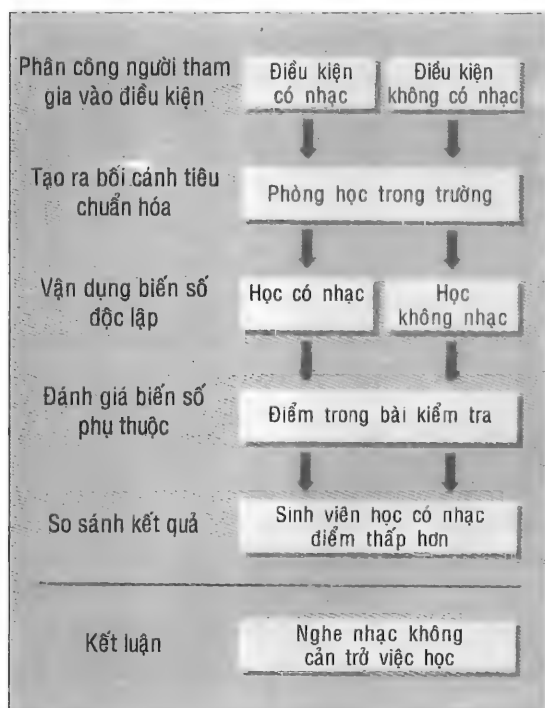 Phân công người tham
gia vào điều kiện
Điều kiện
có nhạc
Điều kiện
không có nhạc
Tạo ra bối cảnh tiêu
chuẩn hóa
Phòng học trong trường
Vận dụng biến số
độc lập
Học có nhạc
Học
không nhạc
Đánh giá biến số
phụ thuộc
Điểm trong bài kiểm tra
So sánh kết quả
Sinh viên học có nhạc
điểm thấp hơn
Kết luận
Nghe nhạc không
cản trở việc học